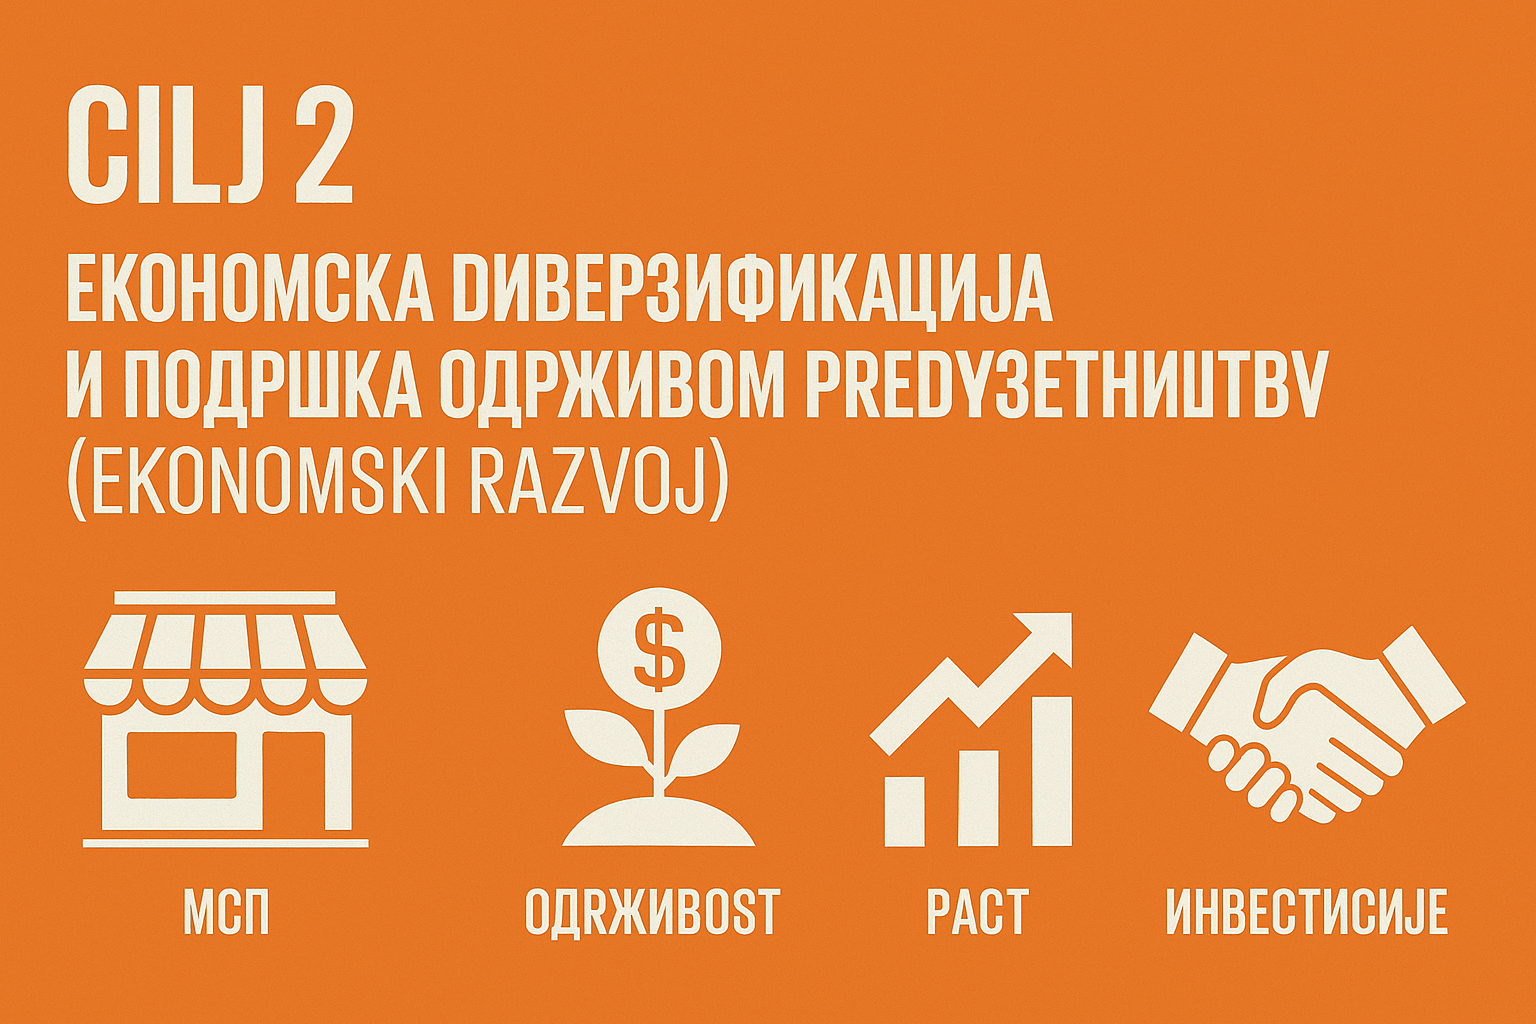 CILJ 2
ЕКОНОМСКА DИВЕРЗИФИКАЦИЈА
И ПОДРШКА ОДРЖИВОМ PREDYЗЕТНИШТВV
(EKONOMSKI RAZVOJ)
$
МСП
ОДRЖИВОST
РАСТ
ИНВЕСТИСИЈЕ